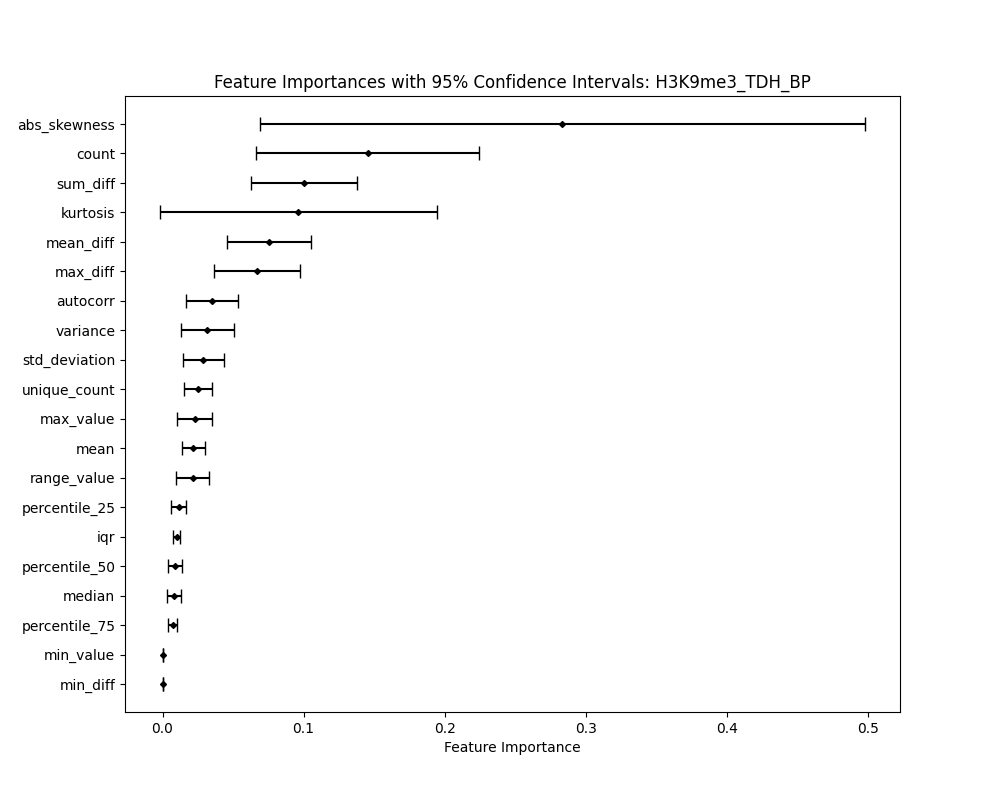 Feature Importances with 95% Confidence Intervals: H3K9me3_TDH_BP
abs_skewness
count
sum_diff
kurtosis
mean_diff
max_diff
autocorr
variance
std_deviation
unique_count
max_value
mean
range_value
percentile_25
iqr
percentile_50
median
percentile_75
min_value
min_diff
0.0 0.1 0.2 0.3 0.4 0.5
Feature Importance